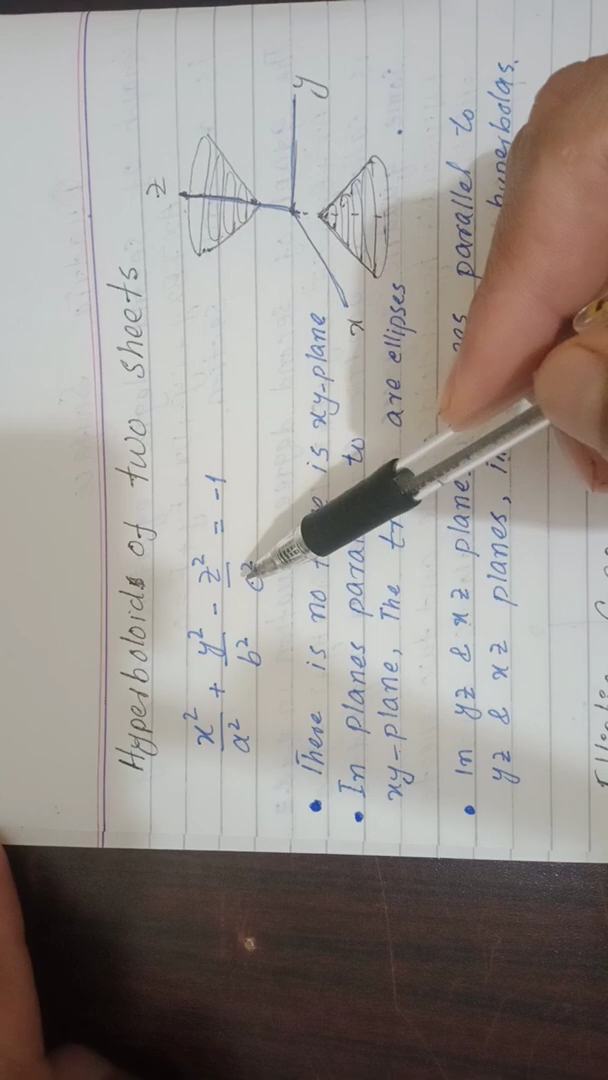 Hyperboloids of two sheets
x²/a² + y²/b² - z²/c² = -1
z
y
x
• There is no is xy-plane
• In planes to
xy-plane, The are ellipses
• In yz & xz plane parallel to
yz & xz planes, hyperbolas.